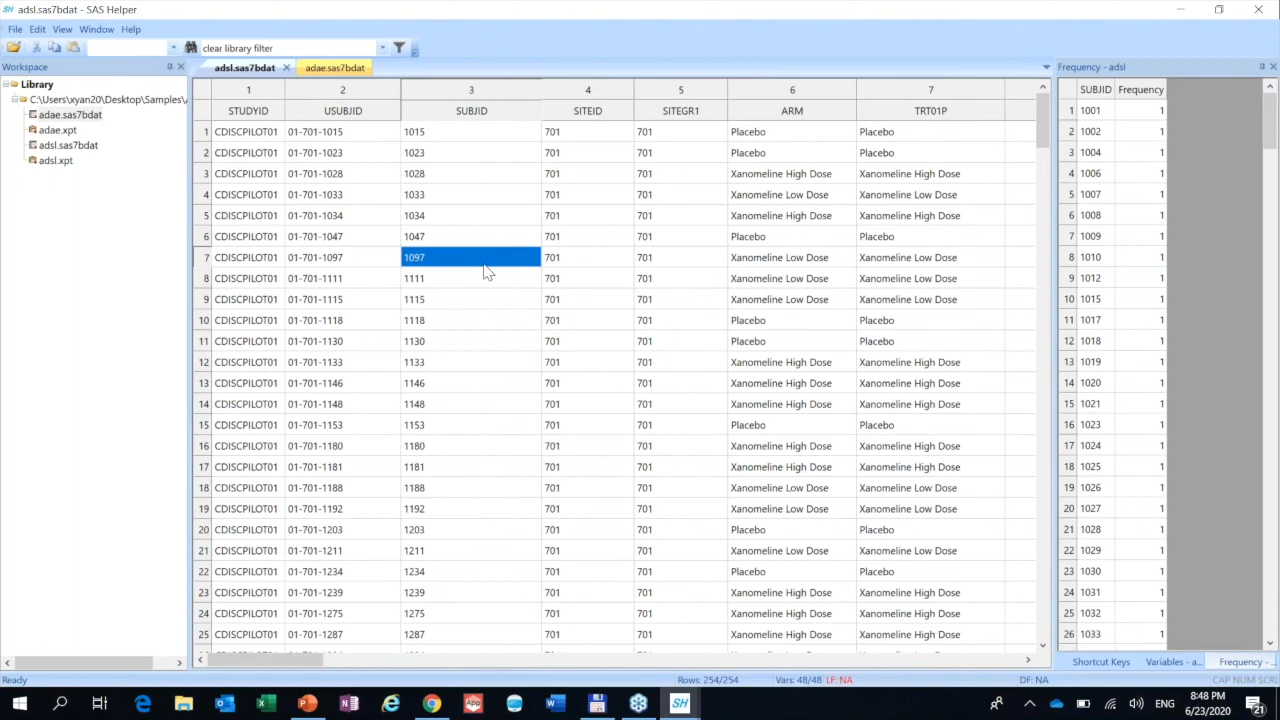 adsl.sas7bdat - SAS Helper
File Edit View Window Help
clear library filter
Workspace
Library
C:\Users\xyan20\Desktop\Samples\
adae.sas7bdat
adae.xpt
adsl.sas7bdat
adsl.xpt
adsl.sas7bdat adae.sas7bdat
1 2 3 4 5 6 7
STUDYID USUBJID SUBJID SITEID SITEGR1 ARM TRT01P
1 CDISCPILOT01 01-701-1015 1015 701 701 Placebo Placebo
2 CDISCPILOT01 01-701-1023 1023 701 701 Placebo Placebo
3 CDISCPILOT01 01-701-1028 1028 701 701 Xanomeline High Dose Xanomeline High Dose
4 CDISCPILOT01 01-701-1033 1033 701 701 Xanomeline Low Dose Xanomeline Low Dose
5 CDISCPILOT01 01-701-1034 1034 701 701 Xanomeline High Dose Xanomeline High Dose
6 CDISCPILOT01 01-701-1047 1047 701 701 Placebo Placebo
7 CDISCPILOT01 01-701-1097 1097 701 701 Xanomeline Low Dose Xanomeline Low Dose
8 CDISCPILOT01 01-701-1111 1111 701 701 Xanomeline Low Dose Xanomeline Low Dose
9 CDISCPILOT01 01-701-1115 1115 701 701 Xanomeline Low Dose Xanomeline Low Dose
10 CDISCPILOT01 01-701-1118 1118 701 701 Placebo Placebo
11 CDISCPILOT01 01-701-1130 1130 701 701 Placebo Placebo
12 CDISCPILOT01 01-701-1133 1133 701 701 Xanomeline High Dose Xanomeline High Dose
13 CDISCPILOT01 01-701-1146 1146 701 701 Xanomeline High Dose Xanomeline High Dose
14 CDISCPILOT01 01-701-1148 1148 701 701 Xanomeline High Dose Xanomeline High Dose
15 CDISCPILOT01 01-701-1153 1153 701 701 Placebo Placebo
16 CDISCPILOT01 01-701-1180 1180 701 701 Xanomeline High Dose Xanomeline High Dose
17 CDISCPILOT01 01-701-1181 1181 701 701 Xanomeline High Dose Xanomeline High Dose
18 CDISCPILOT01 01-701-1188 1188 701 701 Xanomeline Low Dose Xanomeline Low Dose
19 CDISCPILOT01 01-701-1192 1192 701 701 Xanomeline Low Dose Xanomeline Low Dose
20 CDISCPILOT01 01-701-1203 1203 701 701 Placebo Placebo
21 CDISCPILOT01 01-701-1211 1211 701 701 Xanomeline Low Dose Xanomeline Low Dose
22 CDISCPILOT01 01-701-1234 1234 701 701 Placebo Placebo
23 CDISCPILOT01 01-701-1239 1239 701 701 Xanomeline High Dose Xanomeline High Dose
24 CDISCPILOT01 01-701-1275 1275 701 701 Xanomeline High Dose Xanomeline High Dose
25 CDISCPILOT01 01-701-1287 1287 701 701 Xanomeline High Dose Xanomeline High Dose
Frequency - adsl
SUBJID Frequency
1 1001 1
2 1002 1
3 1004 1
4 1006 1
5 1007 1
6 1008 1
7 1009 1
8 1010 1
9 1012 1
10 1015 1
11 1017 1
12 1018 1
13 1019 1
14 1020 1
15 1021 1
16 1023 1
17 1024 1
18 1025 1
19 1026 1
20 1027 1
21 1028 1
22 1029 1
23 1030 1
24 1031 1
25 1032 1
26 1033 1
Shortcut Keys Variables - a... Frequency - ...
Ready Rows: 254/254 Vars: 48/48 LF: NA DF: NA CAP NUM SCRL
SH App SH ENG 8:48 PM
6/23/2020 21